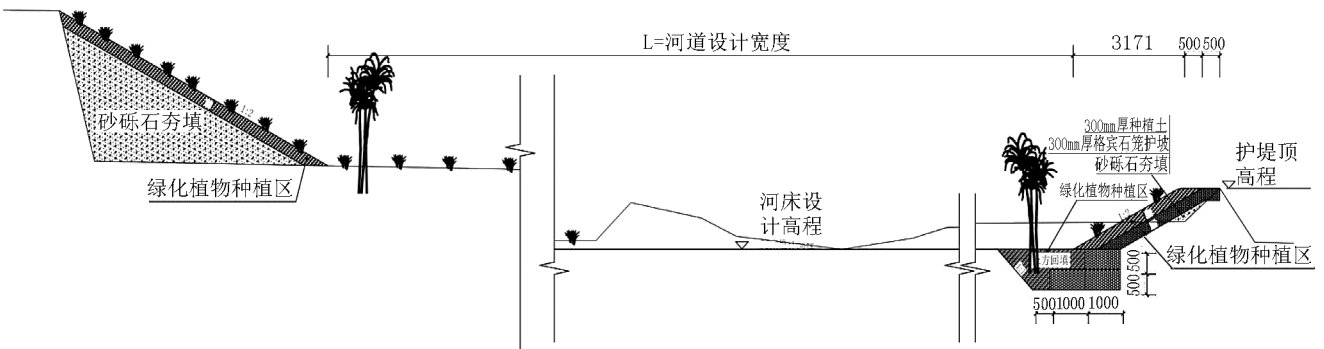 L=河道设计宽度
3171
500
500
1:2
砂砾石夯填
绿化植物种植区
河床设
计高程
300mm厚种植土
300mm厚格宾石笼护坡
砂砾石夯填
绿化植物种植区
护堤顶
高程
1:2
绿化植物种植区
方回填
500
500
500
1000
1000